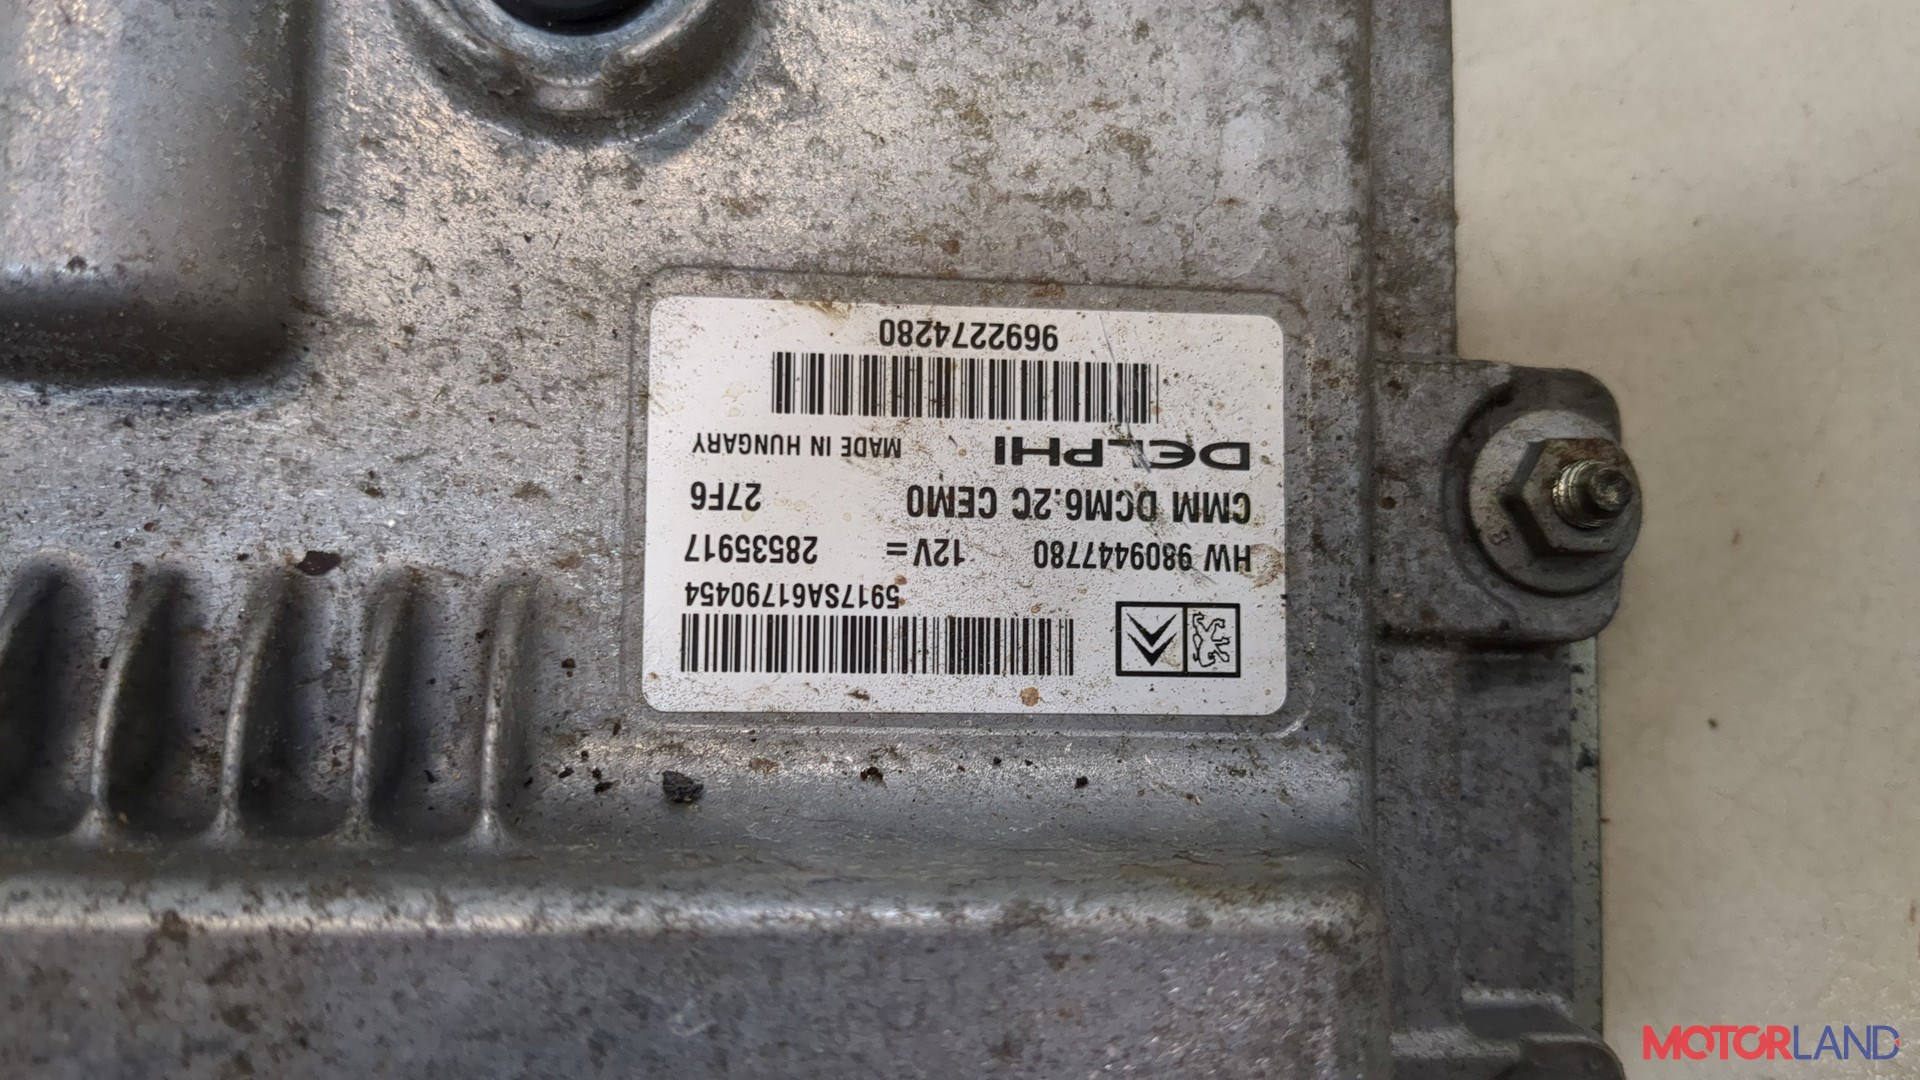 5917SA61790454
HW 9809447780 12V = 28535917
CMM DCM6.2C CEM0 27F6
DELPHI MADE IN HUNGARY
9692274280
B
MOTORLAND